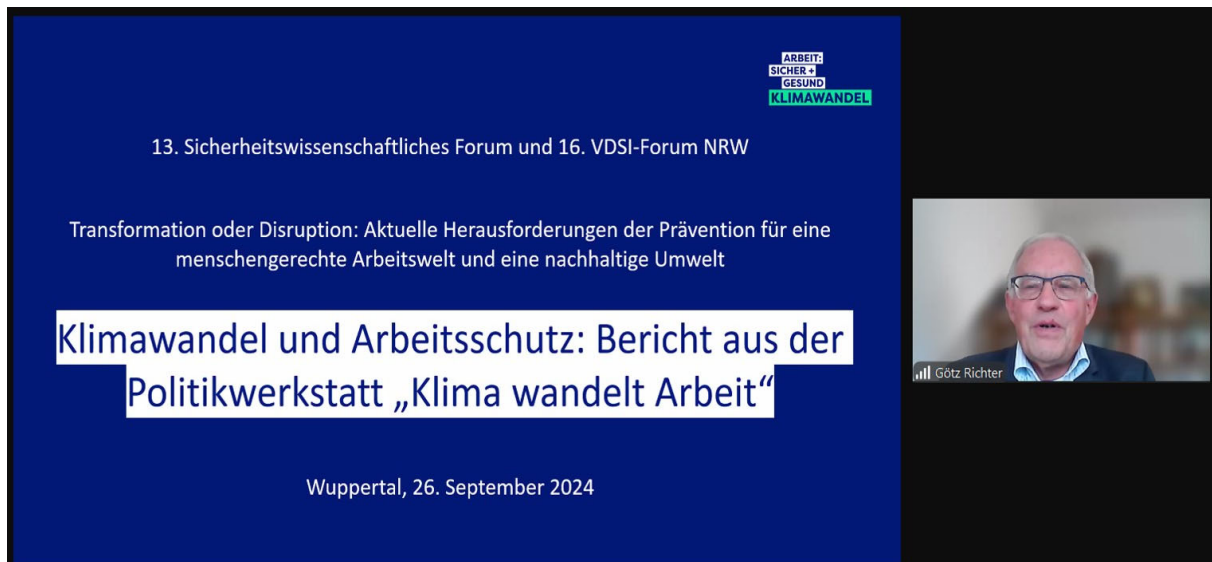 ARBEIT:
SICHER +
GESUND
KLIMAWANDEL
13. Sicherheitswissenschaftliches Forum und 16. VDSI-Forum NRW
Transformation oder Disruption: Aktuelle Herausforderungen der Prävention für eine
menschengerechte Arbeitswelt und eine nachhaltige Umwelt
Klimawandel und Arbeitsschutz: Bericht aus der
Politikwerkstatt „Klima wandelt Arbeit“
Wuppertal, 26. September 2024
Götz Richter